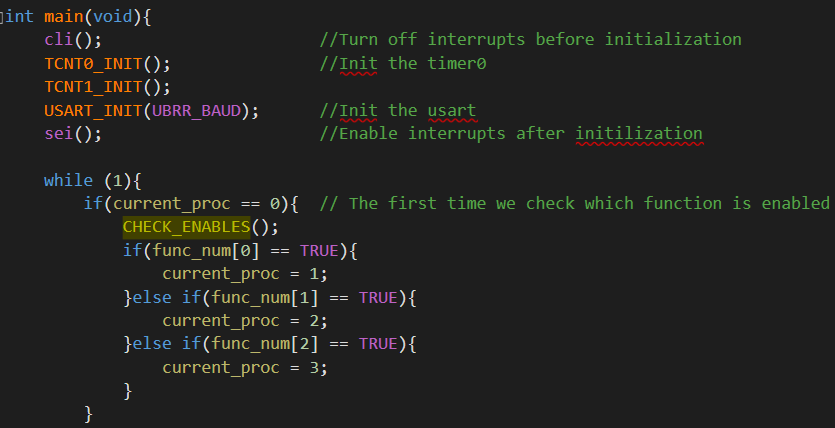 int main(void){
    cli();                      //Turn off interrupts before initialization
    TCNT0_INIT();               //Init the timer0
    TCNT1_INIT();
    USART_INIT(UBRR_BAUD);      //Init the usart
    sei();                      //Enable interrupts after initilization

    while (1){
        if(current_proc == 0){  // The first time we check which function is enabled
            CHECK_ENABLES();
            if(func_num[0] == TRUE){
                current_proc = 1;
            }else if(func_num[1] == TRUE){
                current_proc = 2;
            }else if(func_num[2] == TRUE){
                current_proc = 3;
            }
        }